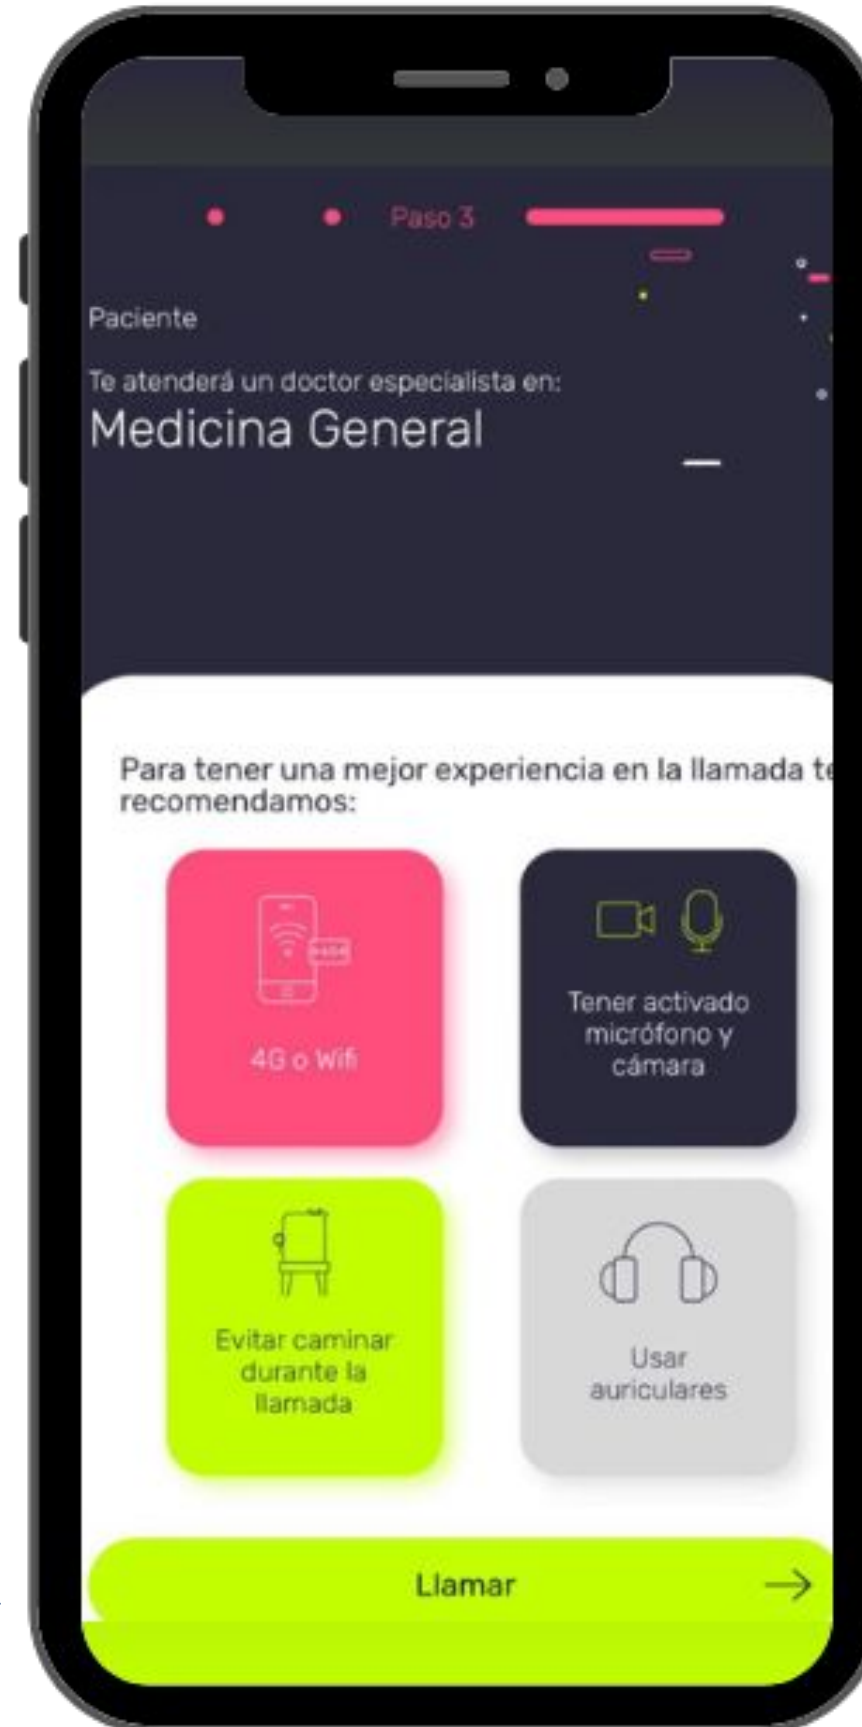 Paso 3
Paciente
Te atenderá un doctor especialista en:
Medicina General
Para tener una mejor experiencia en la llamada te
recomendamos:
4G o Wifi
Tener activado
micrófono y
cámara
Evitar caminar
durante la
llamada
Usar
auriculares
Llamar